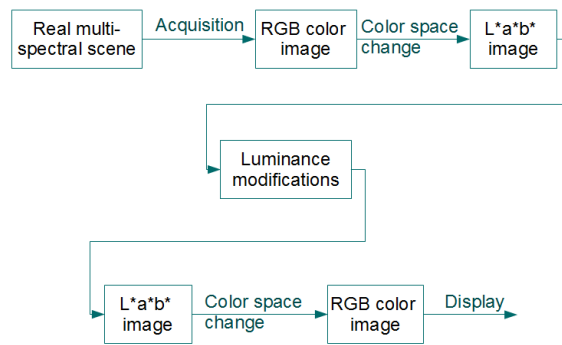 Real multi-
spectral scene
Acquisition
RGB color
image
Color space
change
L*a*b*
image
Luminance
modifications
L*a*b*
image
Color space
change
RGB color
image
Display